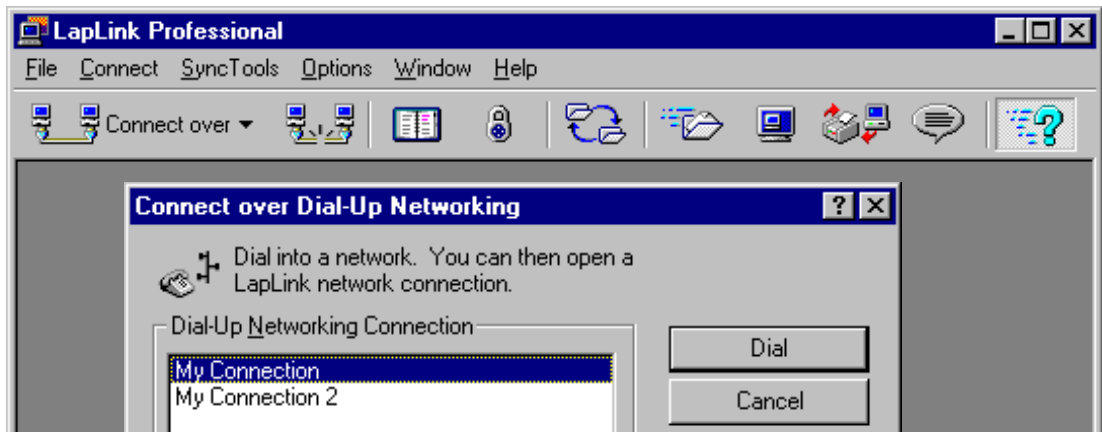 LapLink Professional
File Connect SyncTools Options Window Help
Connect over
Connect over Dial-Up Networking
Dial into a network. You can then open a
LapLink network connection.
Dial-Up Networking Connection
My Connection
My Connection 2
Dial
Cancel